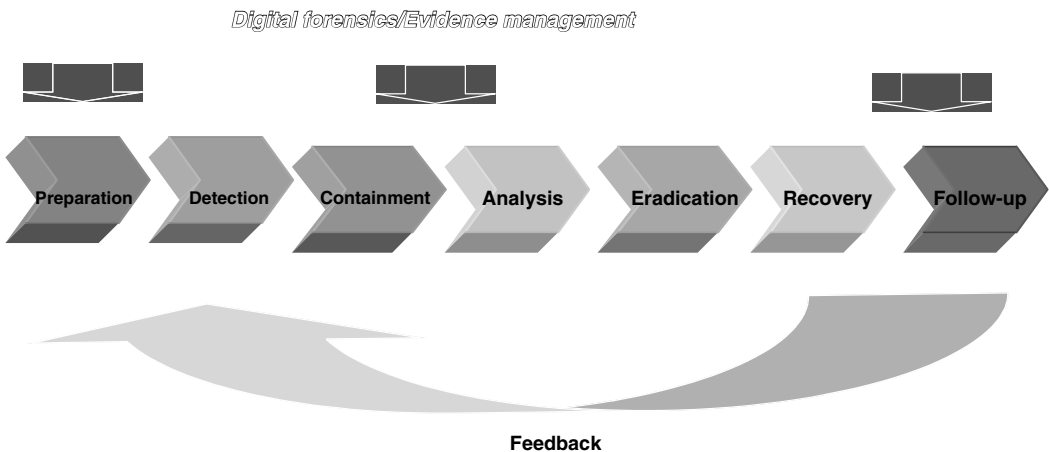 Digital forensics/Evidence management
Preparation
Detection
Containment
Analysis
Eradication
Recovery
Follow-up
Feedback